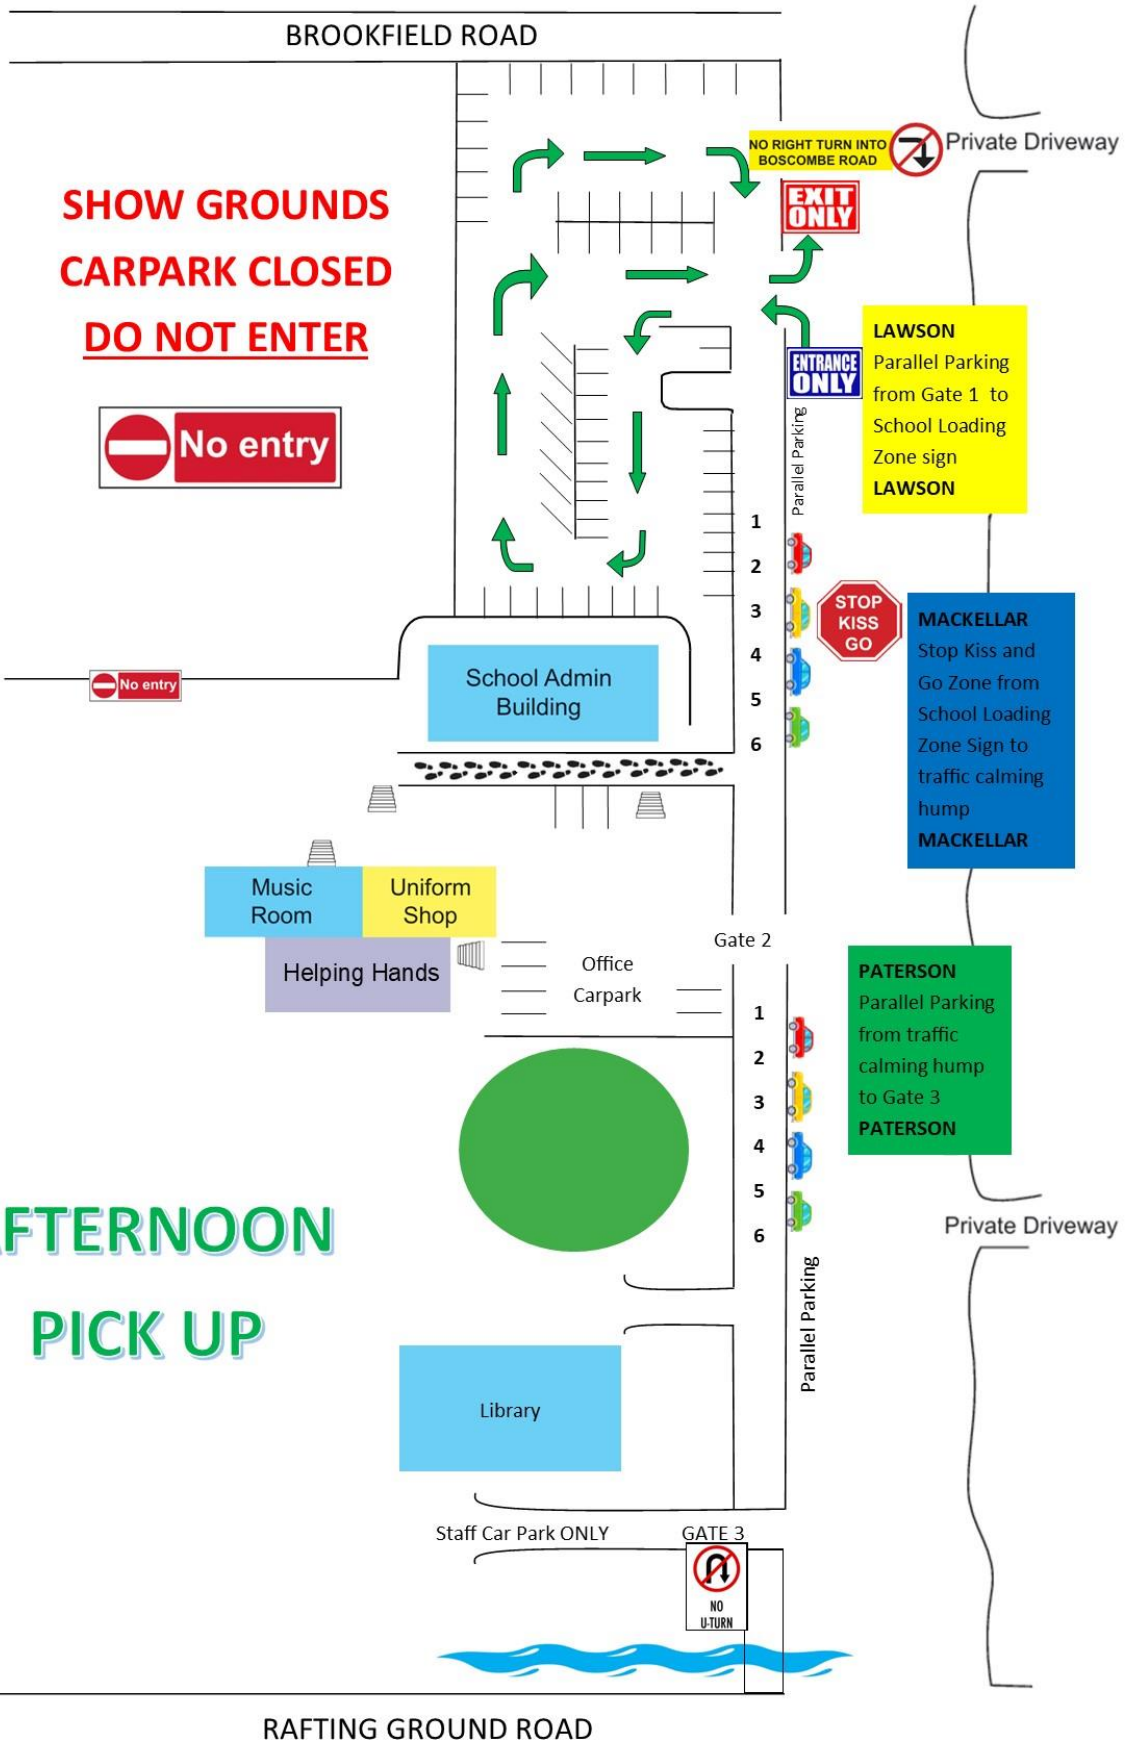 BROOKFIELD ROAD
NO RIGHT TURN INTO
BOSCOMBE ROAD
Private Driveway
EXIT
ONLY
SHOW GROUNDS
CARPARK CLOSED
DO NOT ENTER
No entry
ENTRANCE
ONLY
Parallel Parking
LAWSON
Parallel Parking
from Gate 1 to
School Loading
Zone sign
LAWSON
1
2
3
4
5
6
STOP
KISS
GO
MACKELLAR
Stop Kiss and
Go Zone from
School Loading
Zone Sign to
traffic calming
hump
MACKELLAR
No entry
School Admin
Building
Music
Room
Uniform
Shop
Helping Hands
Office
Carpark
Gate 2
1
2
3
4
5
6
PATERSON
Parallel Parking
from traffic
calming hump
to Gate 3
PATERSON
Private Driveway
FTERNOON
PICK UP
Parallel Parking
Library
Staff Car Park ONLY
GATE 3
NO
U-TURN
RAFTING GROUND ROAD